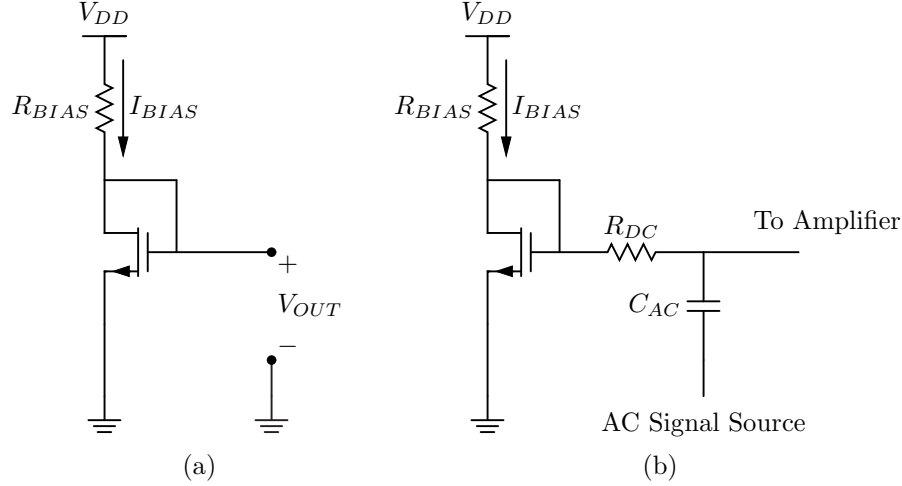 V_DD
R_BIAS
I_BIAS
+
V_OUT
−
(a)
V_DD
R_BIAS
I_BIAS
R_DC
To Amplifier
C_AC
AC Signal Source
(b)